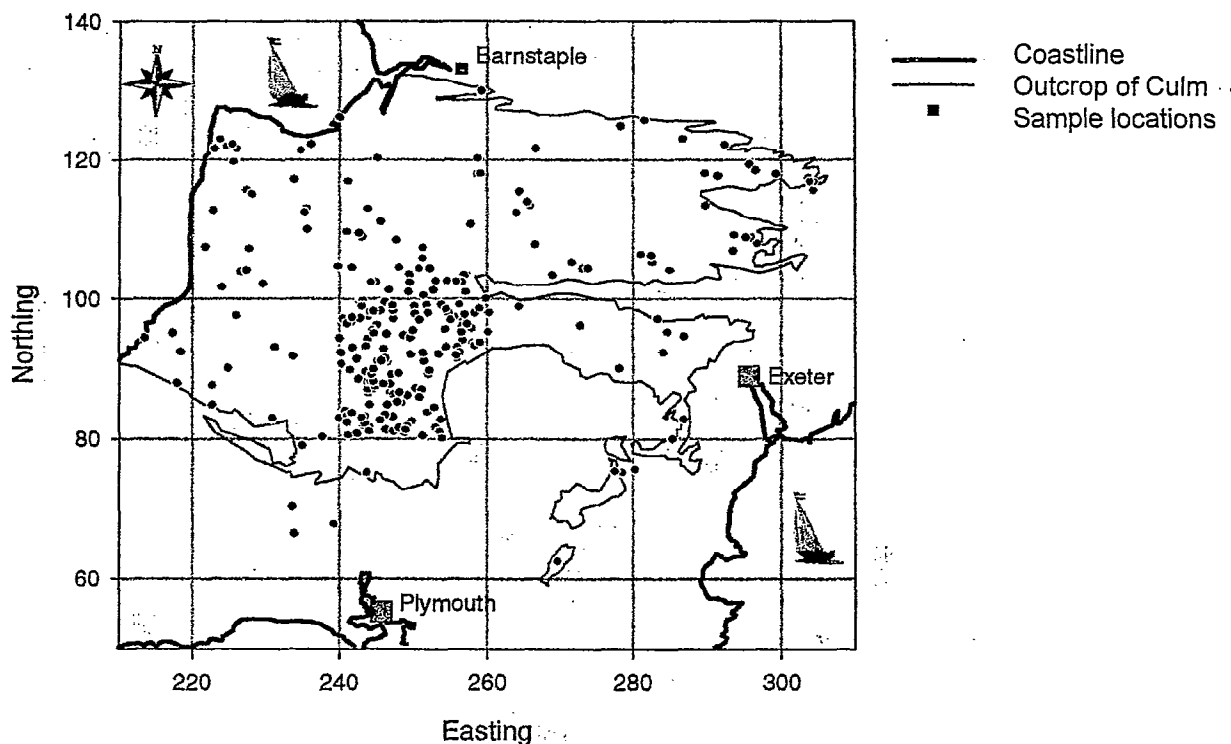 140
120
100
80
60
Northing
220
240
260
280
300
Easting
N
Barnstaple
Exeter
Plymouth
Coastline
Outcrop of Culm
Sample locations